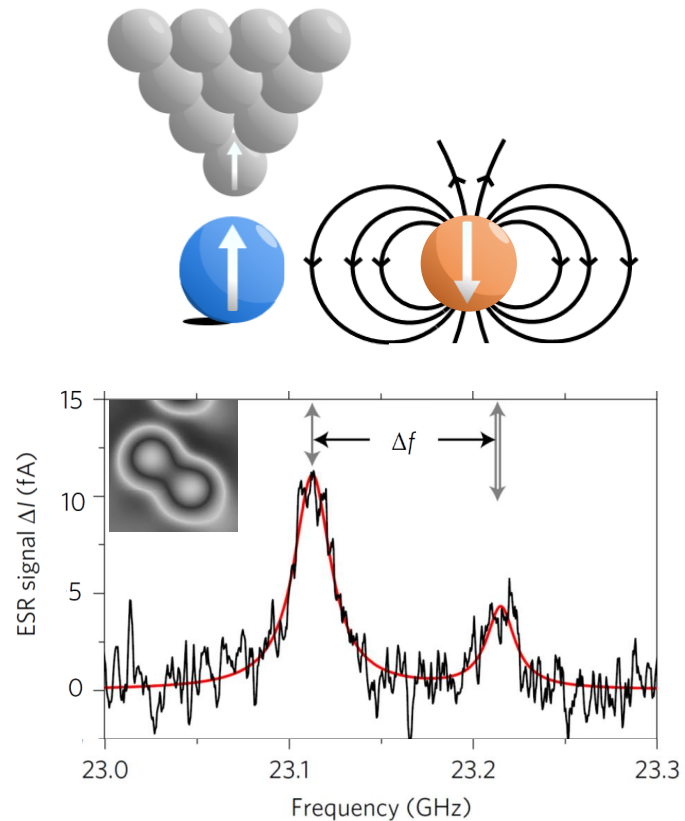 15
10
5
0
ESR signal ΔI (fA)
Δf
23.0
23.1
23.2
23.3
Frequency (GHz)